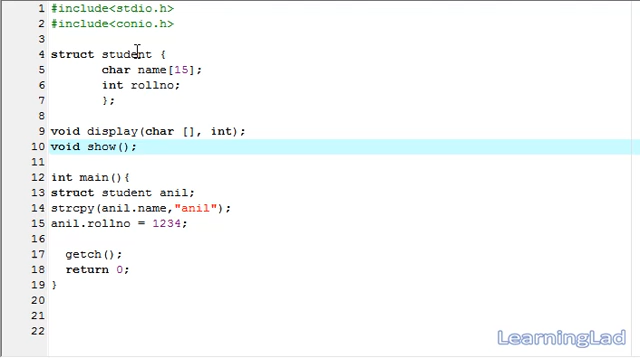 1 #include<stdio.h>
2 #include<conio.h>
3
4 struct student {
5 char name[15];
6 int rollno;
7 };
8
9 void display(char [], int);
10 void show();
11
12 int main(){
13 struct student anil;
14 strcpy(anil.name,"anil");
15 anil.rollno = 1234;
16
17 getch();
18 return 0;
19 }
20
21
22
LearningLad